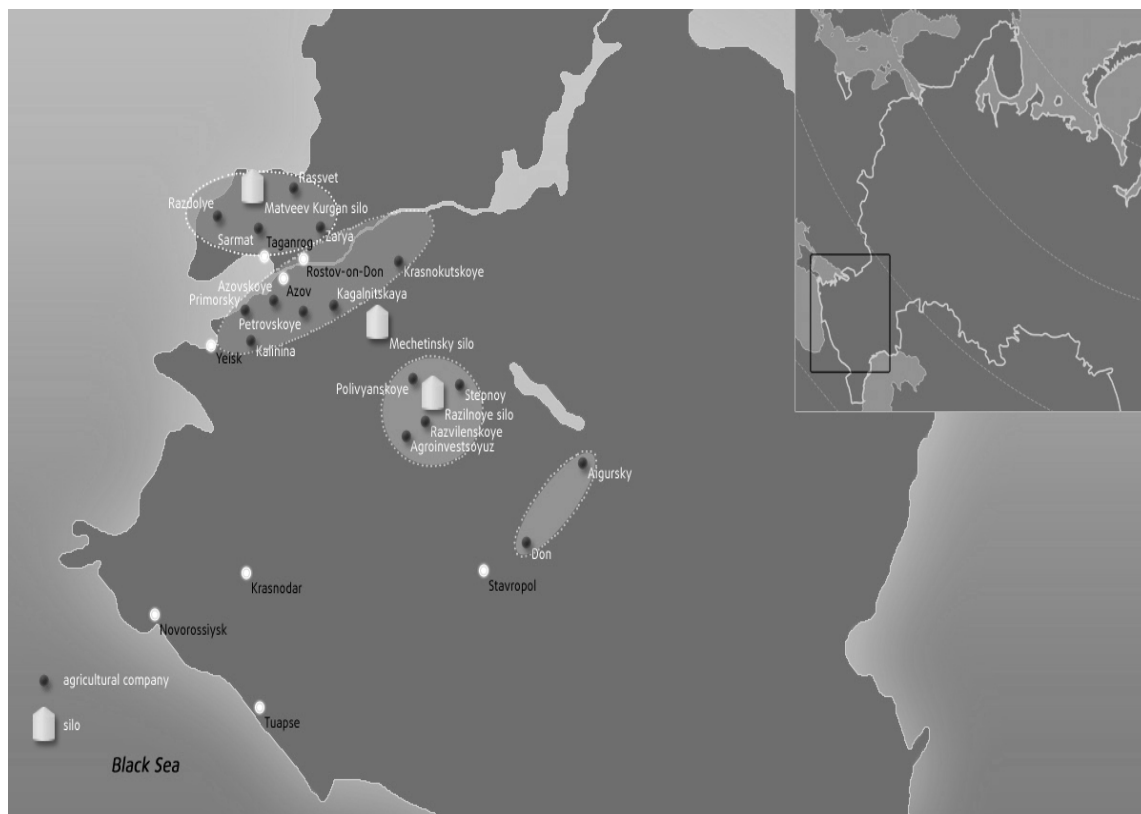 Rassvet
Matveev Kurgan silo
Razdolye
Sarmat
Zarya
Taganrog
Rostov-on-Don
Krasnokutskoye
Azovskoye
Azov
Primorsky
Kagalnitskaya
Petrovskoye
Yeisk
Kalinina
Mechetinsky silo
Polivyanskoye
Stepnoy
Razilnoye silo
Razvilenskoye
Agroinvestsoyuz
Aigursky
Don
Krasnodar
Stavropol
Novorossiysk
agricultural company
silo
Tuapse
Black Sea